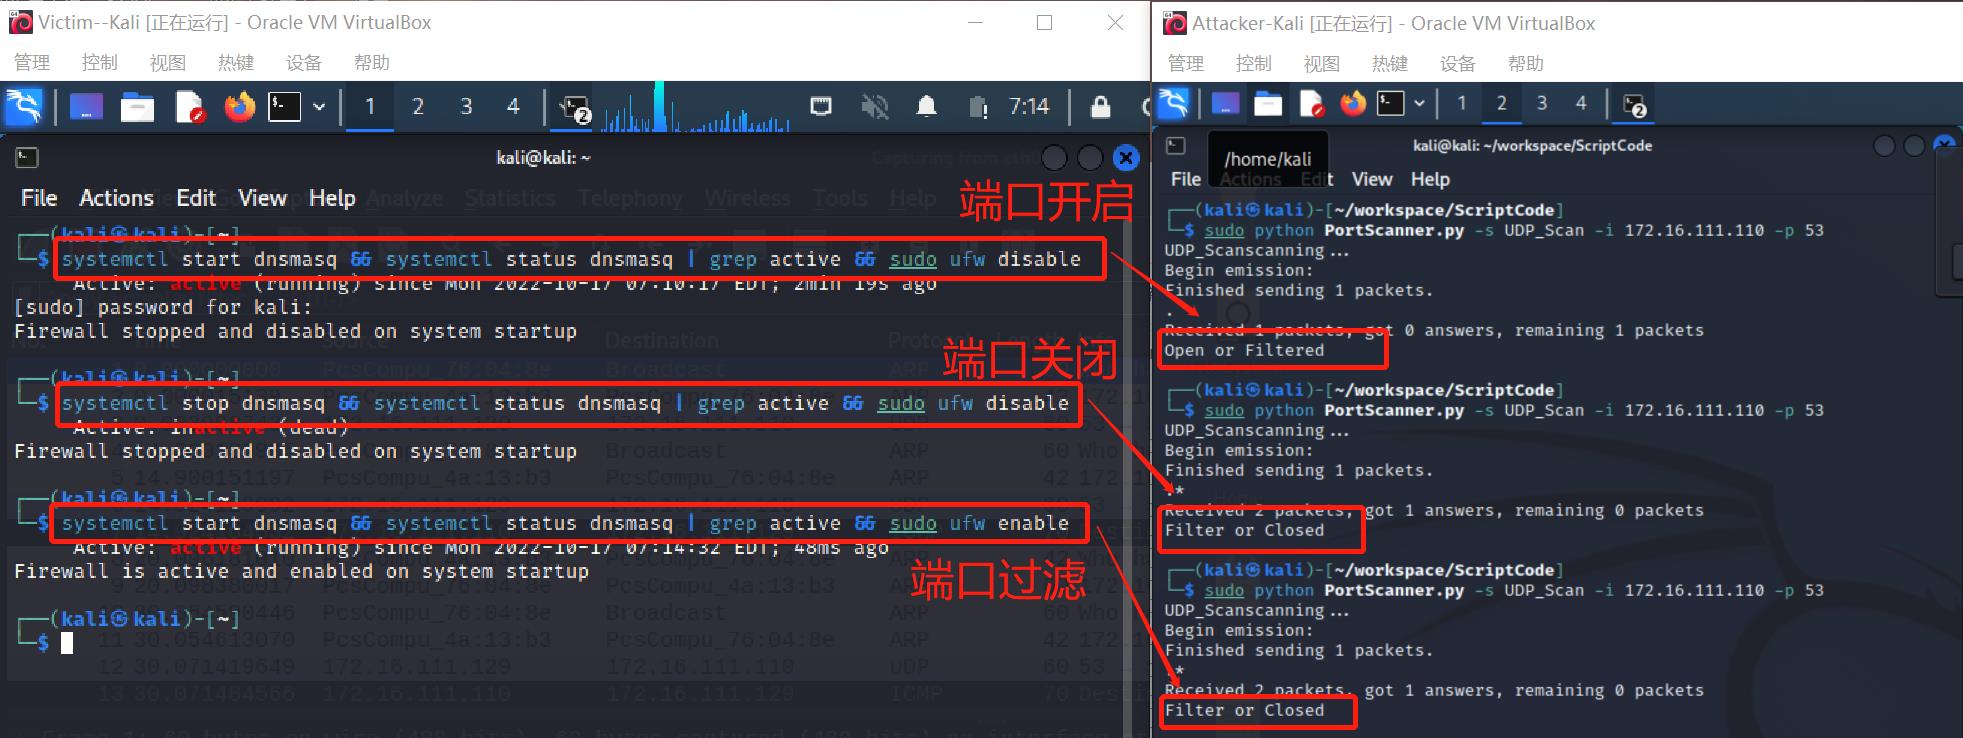 Victim--Kali [正在运行] - Oracle VM VirtualBox
管理 控制 视图 热键 设备 帮助
1 2 3 4 2 7:14
kali@kali: ~
File Actions Edit View Help
端口开启
(kali㉿kali)-[~]
$ systemctl start dnsmasq && systemctl status dnsmasq | grep active && sudo ufw disable
Active: active (running) since Mon 2022-10-17 07:10:17 EDT; 2min 19s ago
[sudo] password for kali:
Firewall stopped and disabled on system startup
端口关闭
(kali㉿kali)-[~]
$ systemctl stop dnsmasq && systemctl status dnsmasq | grep active && sudo ufw disable
Active: inactive (dead)
Firewall stopped and disabled on system startup
(kali㉿kali)-[~]
$ systemctl start dnsmasq && systemctl status dnsmasq | grep active && sudo ufw enable
Active: active (running) since Mon 2022-10-17 07:14:32 EDT; 48ms ago
Firewall is active and enabled on system startup
端口过滤
(kali㉿kali)-[~]
$
Attacker-Kali [正在运行] - Oracle VM VirtualBox
管理 控制 视图 热键 设备 帮助
1 2 3 4 2
/home/kali
kali@kali: ~/workspace/ScriptCode
File Actions Edit View Help
(kali㉿kali)-[~/workspace/ScriptCode]
$ sudo python PortScanner.py -s UDP_Scan -i 172.16.111.110 -p 53
UDP_Scanscanning...
Begin emission:
Finished sending 1 packets.
.
Received 1 packets, got 0 answers, remaining 1 packets
Open or Filtered
(kali㉿kali)-[~/workspace/ScriptCode]
$ sudo python PortScanner.py -s UDP_Scan -i 172.16.111.110 -p 53
UDP_Scanscanning...
Begin emission:
Finished sending 1 packets.
.*
Received 2 packets, got 1 answers, remaining 0 packets
Filter or Closed
(kali㉿kali)-[~/workspace/ScriptCode]
$ sudo python PortScanner.py -s UDP_Scan -i 172.16.111.110 -p 53
UDP_Scanscanning...
Begin emission:
Finished sending 1 packets.
*
Received 2 packets, got 1 answers, remaining 0 packets
Filter or Closed